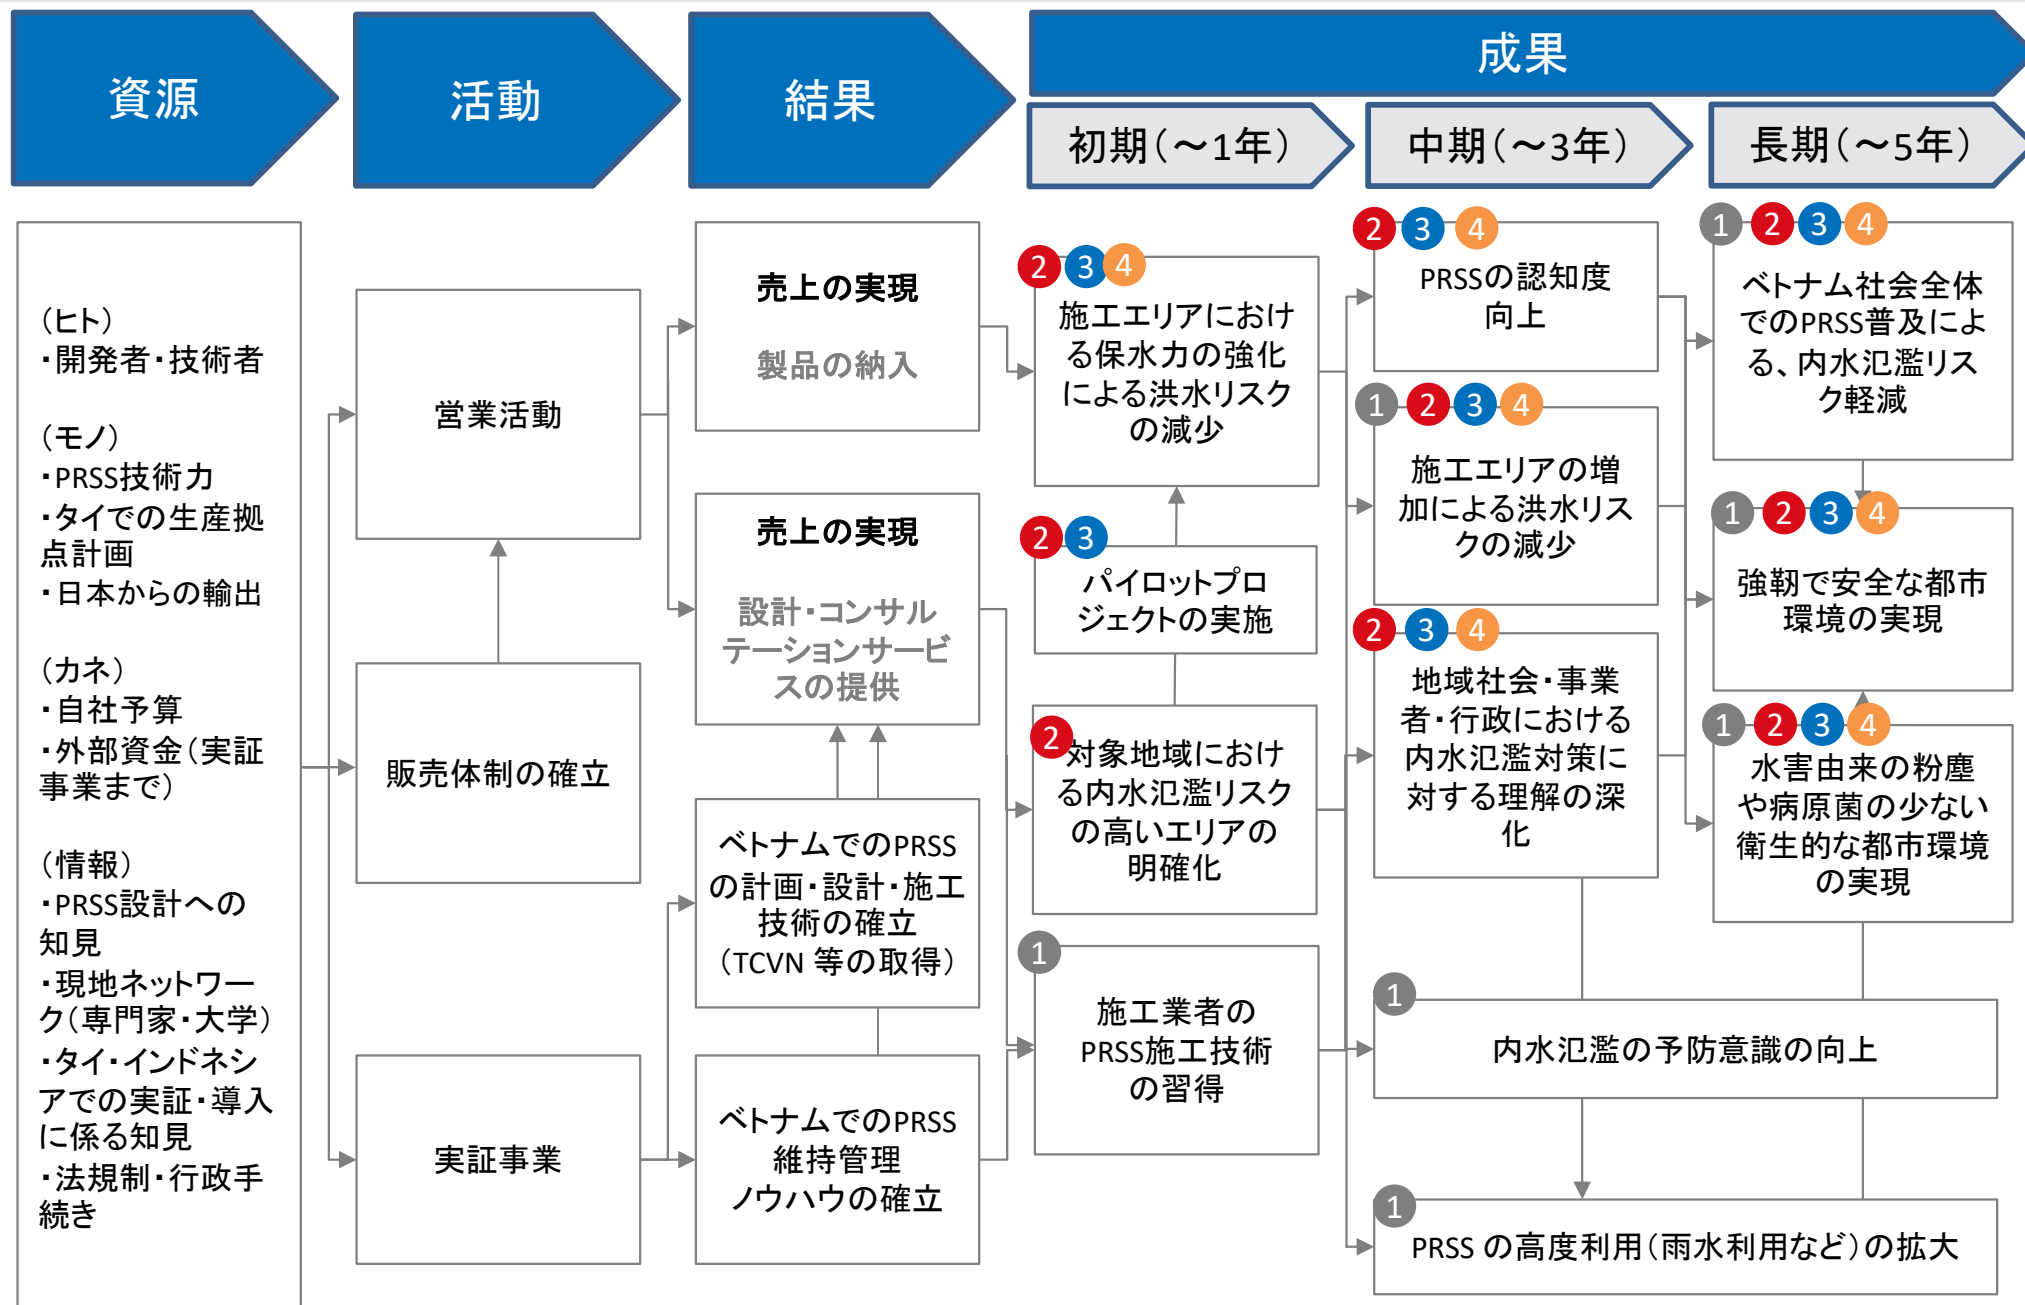 資源
活動
結果
成果
初期(～1年)
中期(～3年)
長期(～5年)
(ヒト)
・開発者・技術者
(モノ)
・PRSS技術力
・タイでの生産拠
点計画
・日本からの輸出
(カネ)
・自社予算
・外部資金(実証
事業まで)
(情報)
・PRSS設計への
知見
・現地ネットワー
ク(専門家・大学)
・タイ・インドネシ
アでの実証・導入
に係る知見
・法規制・行政手
続き
営業活動
販売体制の確立
実証事業
売上の実現
製品の納入
売上の実現
設計・コンサル
テーションサービ
スの提供
ベトナムでのPRSS
の計画・設計・施工
技術の確立
(TCVN 等の取得)
ベトナムでのPRSS
維持管理
ノウハウの確立
2 3 4
施工エリアにおけ
る保水力の強化
による洪水リスク
の減少
2 3
パイロットプロ
ジェクトの実施
2
対象地域におけ
る内水氾濫リスク
の高いエリアの
明確化
1
施工業者の
PRSS施工技術
の習得
2 3 4
PRSSの認知度
向上
1 2 3 4
施工エリアの増
加による洪水リス
クの減少
2 3 4
地域社会・事業
者・行政における
内水氾濫対策に
対する理解の深
化
1
内水氾濫の予防意識の向上
1
PRSS の高度利用(雨水利用など)の拡大
1 2 3 4
ベトナム社会全体
でのPRSS普及によ
る、内水氾濫リス
ク軽減
1 2 3 4
強靭で安全な都市
環境の実現
1 2 3 4
水害由来の粉塵
や病原菌の少ない
衛生的な都市環境
の実現